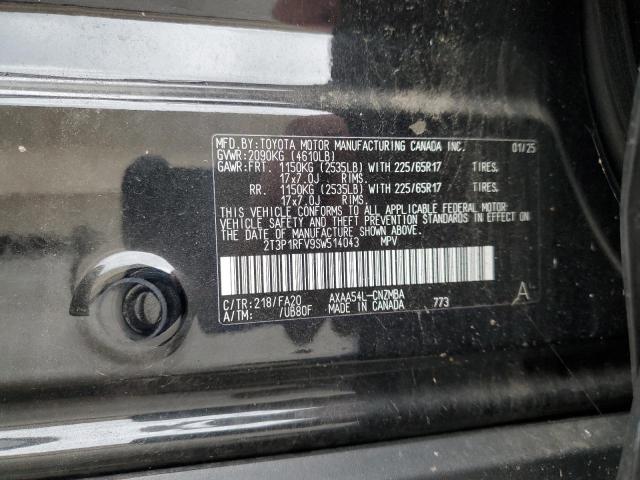 MFD.BY:TOYOTA MOTOR MANUFACTURING CANADA INC. 01/25
GVWR:2090KG (4610LB)
GAWR:FRT. 1150KG (2535LB) WITH 225/65R17 TIRES.
17x7.0J RIMS.
RR. 1150KG (2535LB) WITH 225/65R17 TIRES.
17x7.0J RIMS.
THIS VEHICLE CONFORMS TO ALL APPLICABLE FEDERAL MOTOR
VEHICLE SAFETY AND THEFT PREVENTION STANDARDS IN EFFECT
ON THE DATE OF MANUFACTURE SHOWN ABOVE.
2T3P1RFV9SW514043 MPV
C/TR:218/FA20 AXAA54L-CNZMBA 773 A
A/TM: /U680F MADE IN CANADA